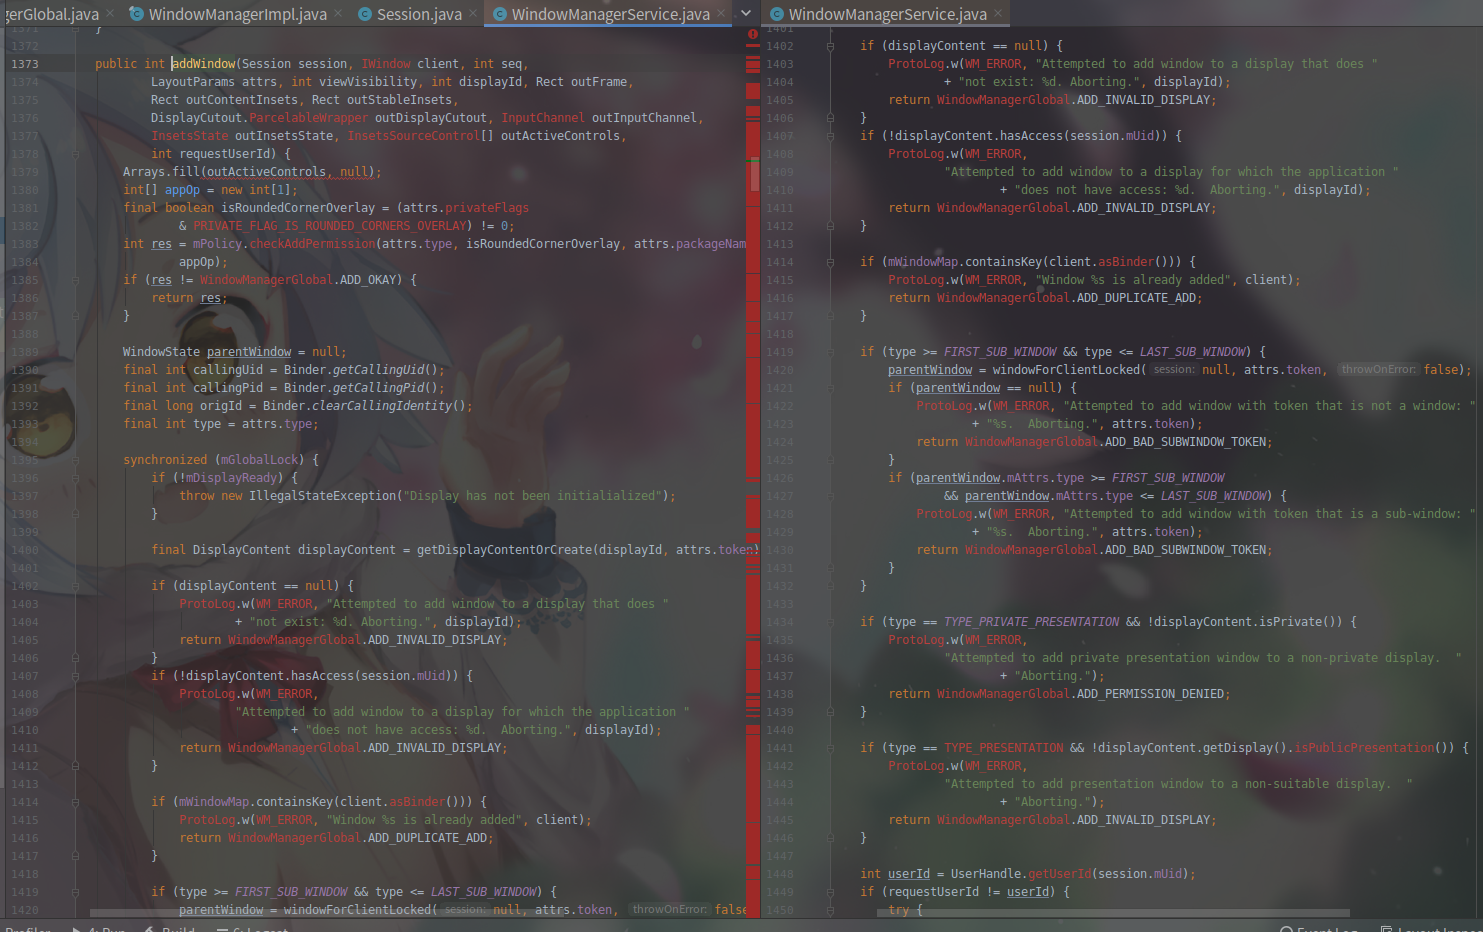 gerGlobal.java × WindowManagerImpl.java × Session.java × WindowManagerService.java ×
1371 }
1372
1373 public int addWindow(Session session, IWindow client, int seq,
1374 LayoutParams attrs, int viewVisibility, int displayId, Rect outFrame,
1375 Rect outContentInsets, Rect outStableInsets,
1376 DisplayCutout.ParcelableWrapper outDisplayCutout, InputChannel outInputChannel,
1377 InsetsState outInsetsState, InsetsSourceControl[] outActiveControls,
1378 int requestUserId) {
1379 Arrays.fill(outActiveControls, null);
1380 int[] appOp = new int[1];
1381 final boolean isRoundedCornerOverlay = (attrs.privateFlags
1382 & PRIVATE_FLAG_IS_ROUNDED_CORNERS_OVERLAY) != 0;
1383 int res = mPolicy.checkAddPermission(attrs.type, isRoundedCornerOverlay, attrs.packageNam
1384 appOp);
1385 if (res != WindowManagerGlobal.ADD_OKAY) {
1386 return res;
1387 }
1388
1389 WindowState parentWindow = null;
1390 final int callingUid = Binder.getCallingUid();
1391 final int callingPid = Binder.getCallingPid();
1392 final long origId = Binder.clearCallingIdentity();
1393 final int type = attrs.type;
1394
1395 synchronized (mGlobalLock) {
1396 if (!mDisplayReady) {
1397 throw new IllegalStateException("Display has not been initialialized");
1398 }
1399
1400 final DisplayContent displayContent = getDisplayContentOrCreate(displayId, attrs.token)
1401
1402 if (displayContent == null) {
1403 ProtoLog.w(WM_ERROR, "Attempted to add window to a display that does "
1404 + "not exist: %d. Aborting.", displayId);
1405 return WindowManagerGlobal.ADD_INVALID_DISPLAY;
1406 }
1407 if (!displayContent.hasAccess(session.mUid)) {
1408 ProtoLog.w(WM_ERROR,
1409 "Attempted to add window to a display for which the application "
1410 + "does not have access: %d.  Aborting.", displayId);
1411 return WindowManagerGlobal.ADD_INVALID_DISPLAY;
1412 }
1413
1414 if (mWindowMap.containsKey(client.asBinder())) {
1415 ProtoLog.w(WM_ERROR, "Window %s is already added", client);
1416 return WindowManagerGlobal.ADD_DUPLICATE_ADD;
1417 }
1418
1419 if (type >= FIRST_SUB_WINDOW && type <= LAST_SUB_WINDOW) {
1420 parentWindow = windowForClientLocked( session: null, attrs.token, throwOnError: false
WindowManagerService.java ×
1401
1402 if (displayContent == null) {
1403 ProtoLog.w(WM_ERROR, "Attempted to add window to a display that does "
1404 + "not exist: %d. Aborting.", displayId);
1405 return WindowManagerGlobal.ADD_INVALID_DISPLAY;
1406 }
1407 if (!displayContent.hasAccess(session.mUid)) {
1408 ProtoLog.w(WM_ERROR,
1409 "Attempted to add window to a display for which the application "
1410 + "does not have access: %d.  Aborting.", displayId);
1411 return WindowManagerGlobal.ADD_INVALID_DISPLAY;
1412 }
1413
1414 if (mWindowMap.containsKey(client.asBinder())) {
1415 ProtoLog.w(WM_ERROR, "Window %s is already added", client);
1416 return WindowManagerGlobal.ADD_DUPLICATE_ADD;
1417 }
1418
1419 if (type >= FIRST_SUB_WINDOW && type <= LAST_SUB_WINDOW) {
1420 parentWindow = windowForClientLocked( session: null, attrs.token, throwOnError: false);
1421 if (parentWindow == null) {
1422 ProtoLog.w(WM_ERROR, "Attempted to add window with token that is not a window: "
1423 + "%s.  Aborting.", attrs.token);
1424 return WindowManagerGlobal.ADD_BAD_SUBWINDOW_TOKEN;
1425 }
1426 if (parentWindow.mAttrs.type >= FIRST_SUB_WINDOW
1427 && parentWindow.mAttrs.type <= LAST_SUB_WINDOW) {
1428 ProtoLog.w(WM_ERROR, "Attempted to add window with token that is a sub-window: "
1429 + "%s.  Aborting.", attrs.token);
1430 return WindowManagerGlobal.ADD_BAD_SUBWINDOW_TOKEN;
1431 }
1432 }
1433
1434 if (type == TYPE_PRIVATE_PRESENTATION && !displayContent.isPrivate()) {
1435 ProtoLog.w(WM_ERROR,
1436 "Attempted to add private presentation window to a non-private display.  "
1437 + "Aborting.");
1438 return WindowManagerGlobal.ADD_PERMISSION_DENIED;
1439 }
1440
1441 if (type == TYPE_PRESENTATION && !displayContent.getDisplay().isPublicPresentation()) {
1442 ProtoLog.w(WM_ERROR,
1443 "Attempted to add presentation window to a non-suitable display.  "
1444 + "Aborting.");
1445 return WindowManagerGlobal.ADD_INVALID_DISPLAY;
1446 }
1447
1448 int userId = UserHandle.getUserId(session.mUid);
1449 if (requestUserId != userId) {
1450 try {
Profiler 4: Run Build 6: Logcat Event Log Layout Inspe